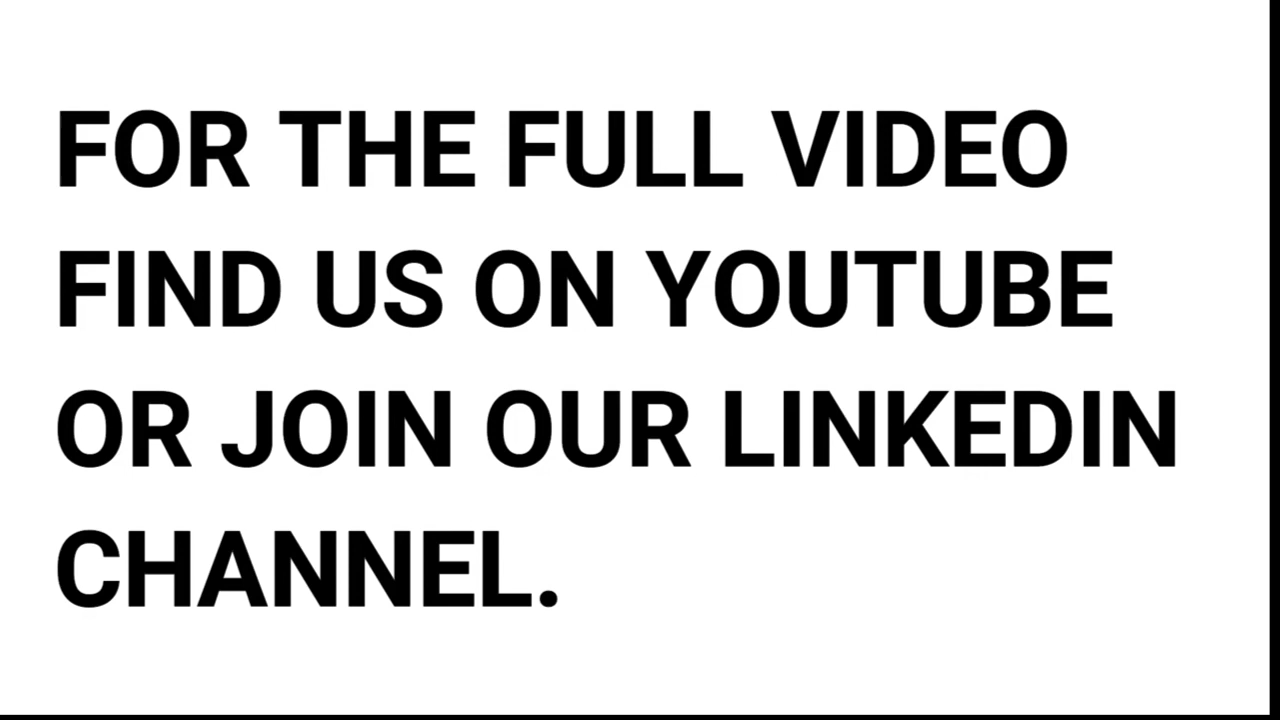 FOR THE FULL VIDEO
FIND US ON YOUTUBE
OR JOIN OUR LINKEDIN
CHANNEL.